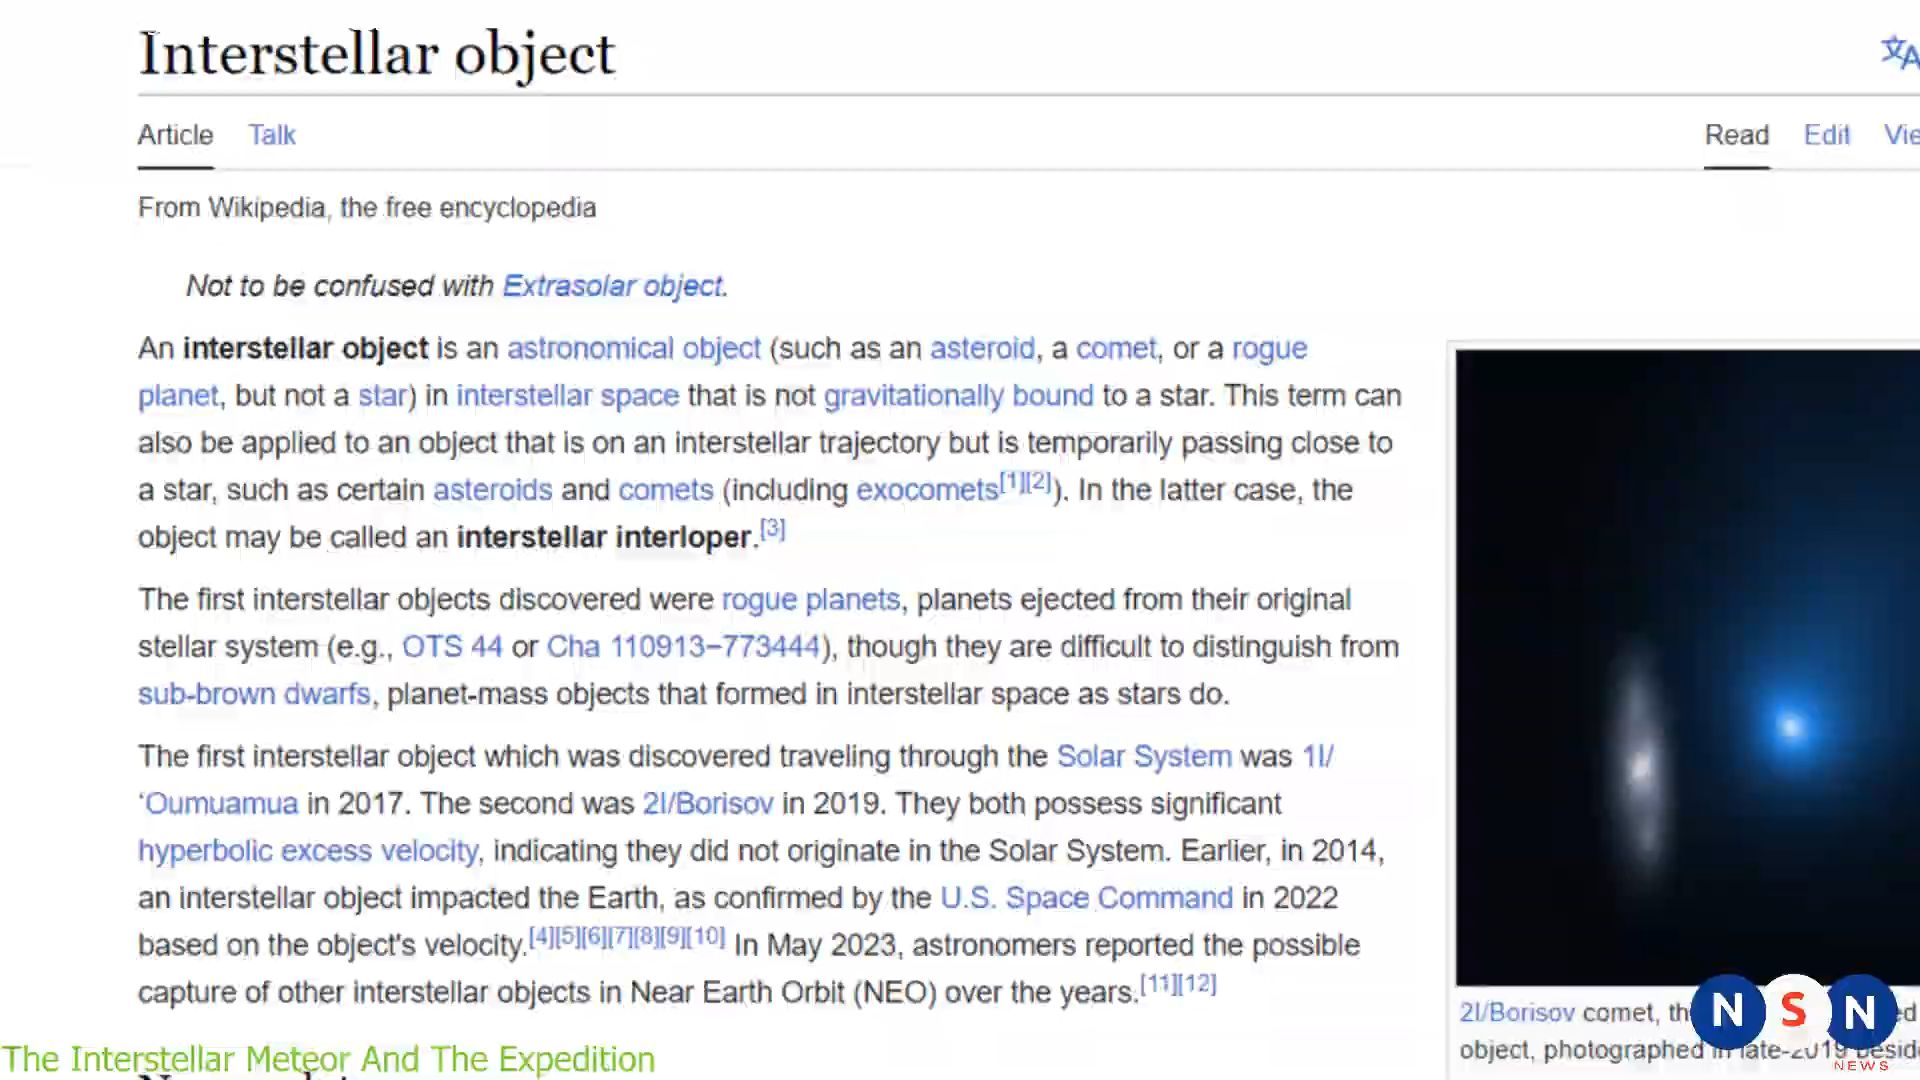 Interstellar object
文A
Article Talk
Read Edit Vie
From Wikipedia, the free encyclopedia
Not to be confused with Extrasolar object.
An interstellar object is an astronomical object (such as an asteroid, a comet, or a rogue
planet, but not a star) in interstellar space that is not gravitationally bound to a star. This term can
also be applied to an object that is on an interstellar trajectory but is temporarily passing close to
a star, such as certain asteroids and comets (including exocomets[1][2]). In the latter case, the
object may be called an interstellar interloper.[3]
The first interstellar objects discovered were rogue planets, planets ejected from their original
stellar system (e.g., OTS 44 or Cha 110913–773444), though they are difficult to distinguish from
sub-brown dwarfs, planet-mass objects that formed in interstellar space as stars do.
The first interstellar object which was discovered traveling through the Solar System was 1I/
ʻOumuamua in 2017. The second was 2I/Borisov in 2019. They both possess significant
hyperbolic excess velocity, indicating they did not originate in the Solar System. Earlier, in 2014,
an interstellar object impacted the Earth, as confirmed by the U.S. Space Command in 2022
based on the object's velocity.[4][5][6][7][8][9][10] In May 2023, astronomers reported the possible
capture of other interstellar objects in Near Earth Orbit (NEO) over the years.[11][12]
2I/Borisov comet, th
object, photographed in late-2019 besid
NSN
NEWS
The Interstellar Meteor And The Expedition